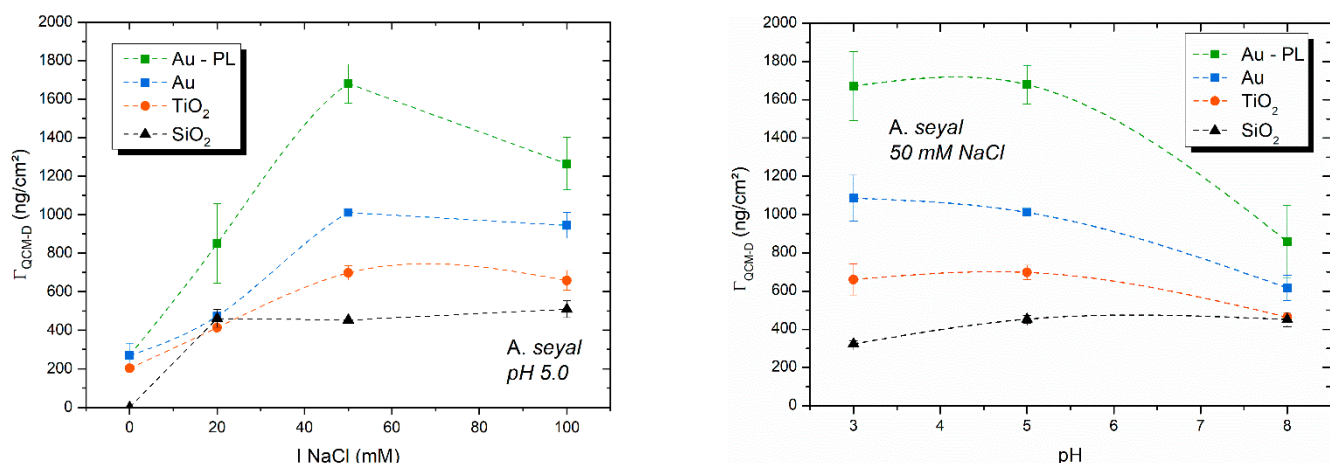 2000
1800
1600
1400
1200
1000
800
600
400
200
0
Γ_QCM-D (ng/cm²)
Au - PL
Au
TiO₂
SiO₂
A. seyal
pH 5.0
0 20 40 60 80 100
I NaCl (mM)
2000
1800
1600
1400
1200
1000
800
600
400
200
0
Γ_QCM-D (ng/cm²)
A. seyal
50 mM NaCl
Au - PL
Au
TiO₂
SiO₂
3 4 5 6 7 8
pH